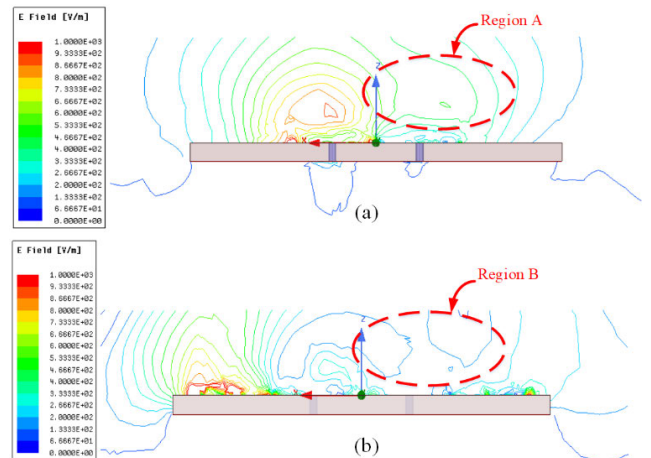 Region A
E Field [V/m]
1.0000E+03
9.3333E+02
8.6667E+02
8.0000E+02
7.3333E+02
6.6667E+02
6.0000E+02
5.3333E+02
4.6667E+02
4.0000E+02
3.3333E+02
2.6667E+02
2.0000E+02
1.3333E+02
6.6667E+01
0.0000E+00
Z
X
(a)
E Field [V/m]
Region B
1.0000E+03
9.3333E+02
8.6667E+02
8.0000E+02
7.3333E+02
6.6667E+02
6.0000E+02
5.3333E+02
4.6667E+02
4.0000E+02
3.3333E+02
2.6667E+02
2.0000E+02
1.3333E+02
6.6667E+01
0.0000E+00
Z
(b)